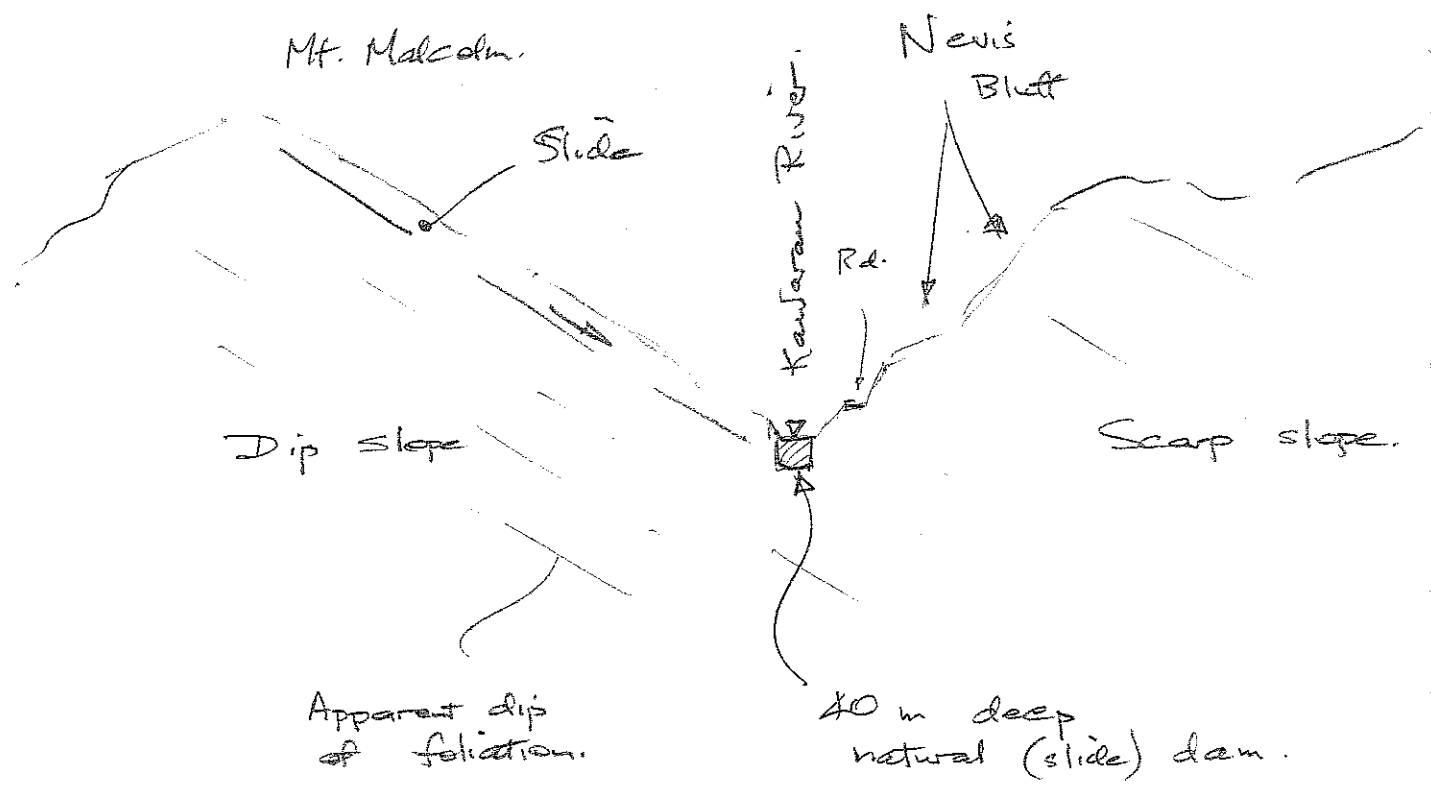 Mt. Malcolm.
Nevis
Bluff
Slide
Kawarau River.
Rd.
Dip slope
Scarp slope.
Apparent dip
of foliation.
40 m deep
natural (slide) dam.